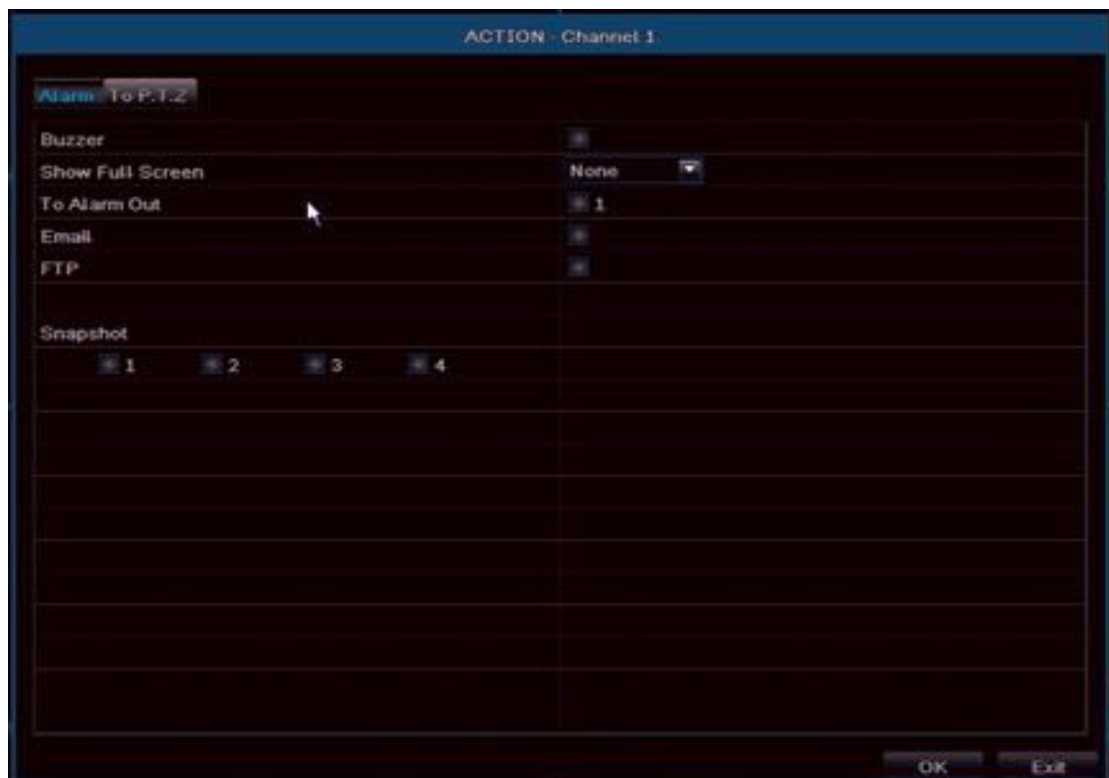 ACTION - Channel 1
Alarm To P.T.Z
Buzzer
Show Full Screen None
To Alarm Out 1
Email
FTP
Snapshot
1 2 3 4
OK Exit